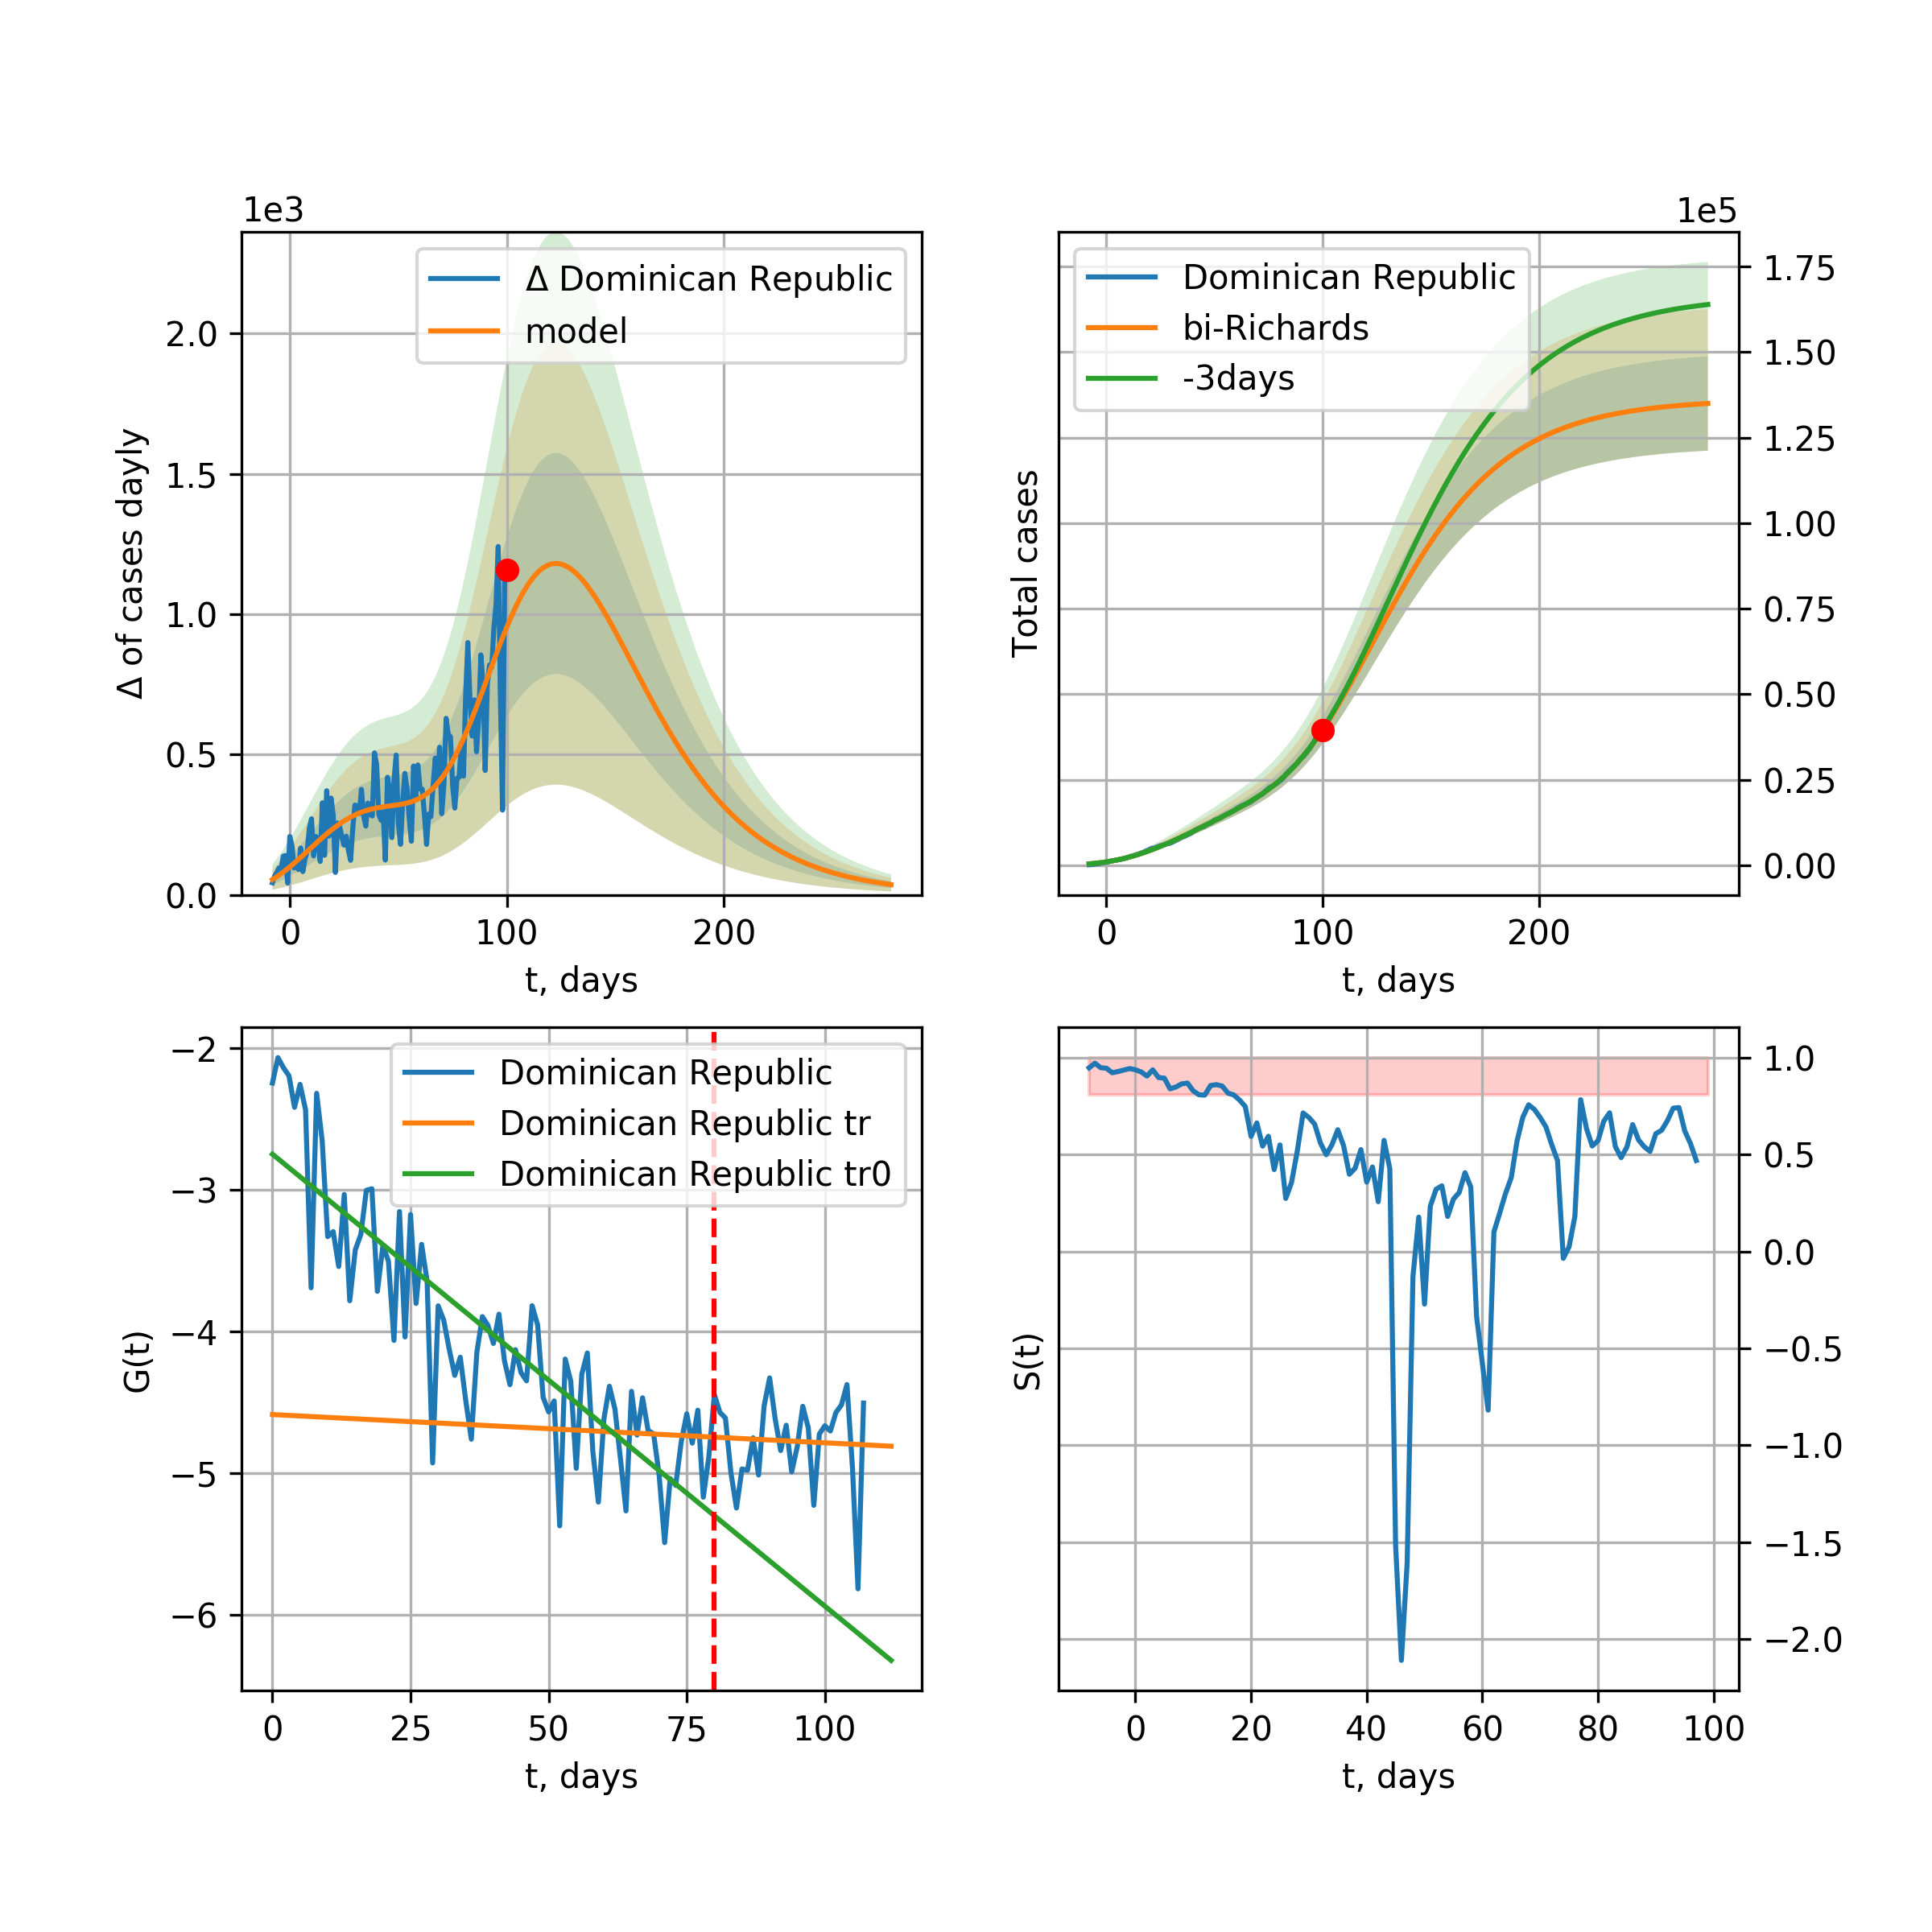 1e3
Δ Dominican Republic
model
Δ of cases dayly
2.0
1.5
1.0
0.5
0.0
0 100 200
t, days
1e5
Dominican Republic
bi-Richards
-3days
Total cases
1.75
1.50
1.25
1.00
0.75
0.50
0.25
0.00
0 100 200
t, days
Dominican Republic
Dominican Republic tr
Dominican Republic tr0
G(t)
−2
−3
−4
−5
−6
0 25 50 75 100
t, days
S(t)
1.0
0.5
0.0
−0.5
−1.0
−1.5
−2.0
0 20 40 60 80 100
t, days